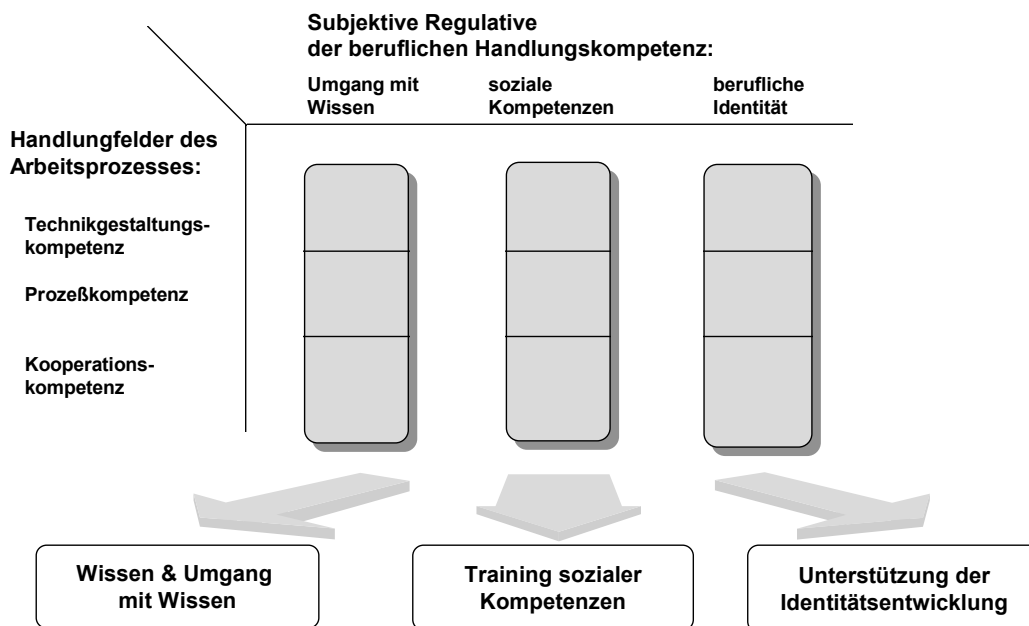 Subjektive Regulative
der beruflichen Handlungskompetenz:
Umgang mit
Wissen
soziale
Kompetenzen
berufliche
Identität
Handlungfelder des
Arbeitsprozesses:
Technikgestaltungs-
kompetenz
Prozeßkompetenz
Kooperations-
kompetenz
Wissen & Umgang
mit Wissen
Training sozialer
Kompetenzen
Unterstützung der
Identitätsentwicklung